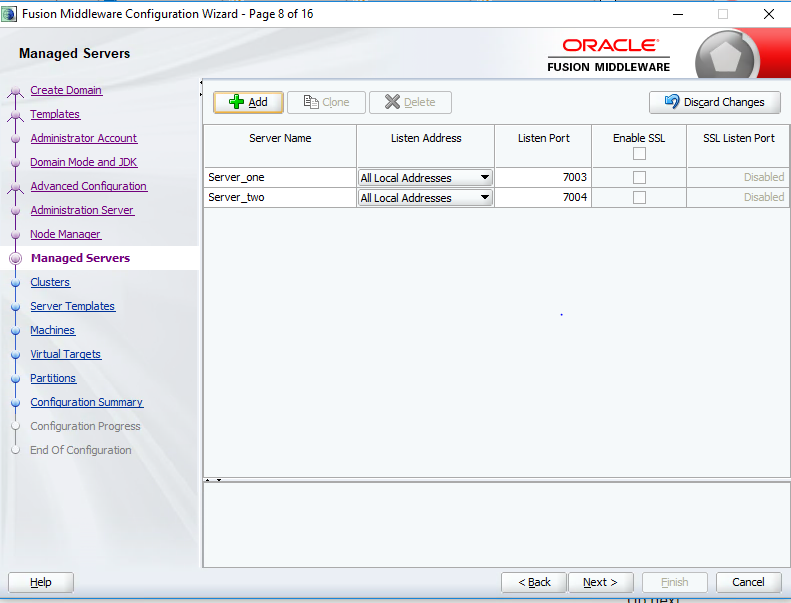 Fusion Middleware Configuration Wizard - Page 8 of 16
Managed Servers
ORACLE
FUSION MIDDLEWARE
Create Domain
Templates
Administrator Account
Domain Mode and JDK
Advanced Configuration
Administration Server
Node Manager
Managed Servers
Clusters
Server Templates
Machines
Virtual Targets
Partitions
Configuration Summary
Configuration Progress
End Of Configuration
Add Clone Delete Discard Changes
Server Name Listen Address Listen Port Enable SSL SSL Listen Port
Server_one All Local Addresses 7003 Disabled
Server_two All Local Addresses 7004 Disabled
Help < Back Next > Finish Cancel